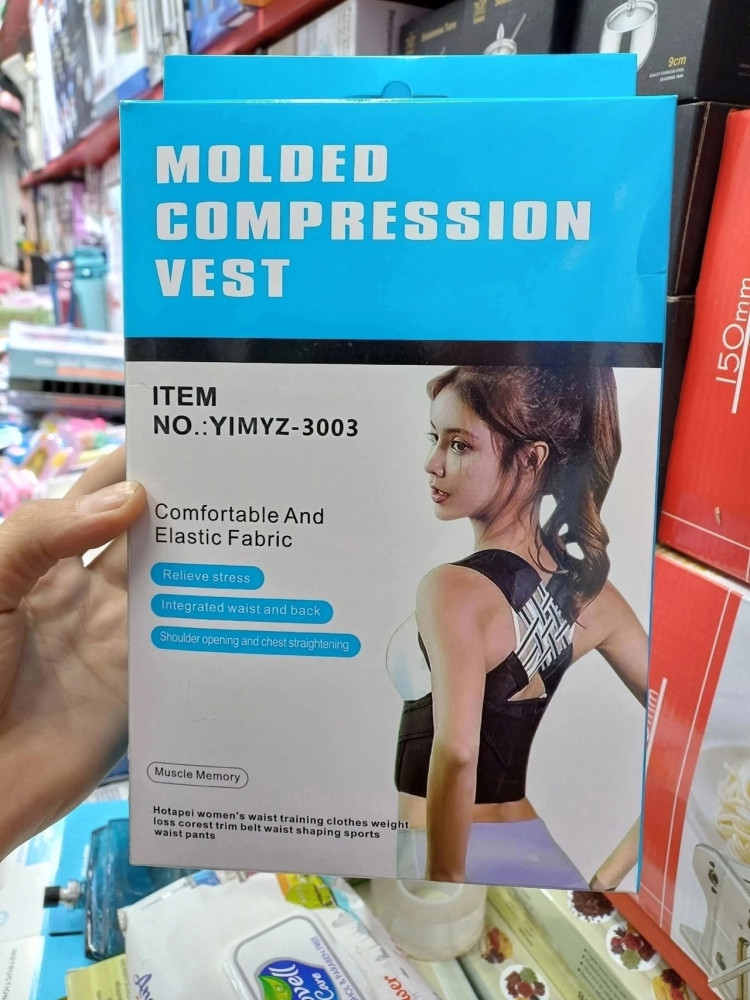 MOLDED
COMPRESSION
VEST
ITEM
NO.:YIMYZ-3003
Comfortable And
Elastic Fabric
Relieve stress
Integrated waist and back
Shoulder opening and chest straightening
Muscle Memory
Hotapei women's waist training clothes weight
loss corest trim belt waist shaping sports
waist pants
9cm
150mm
Care